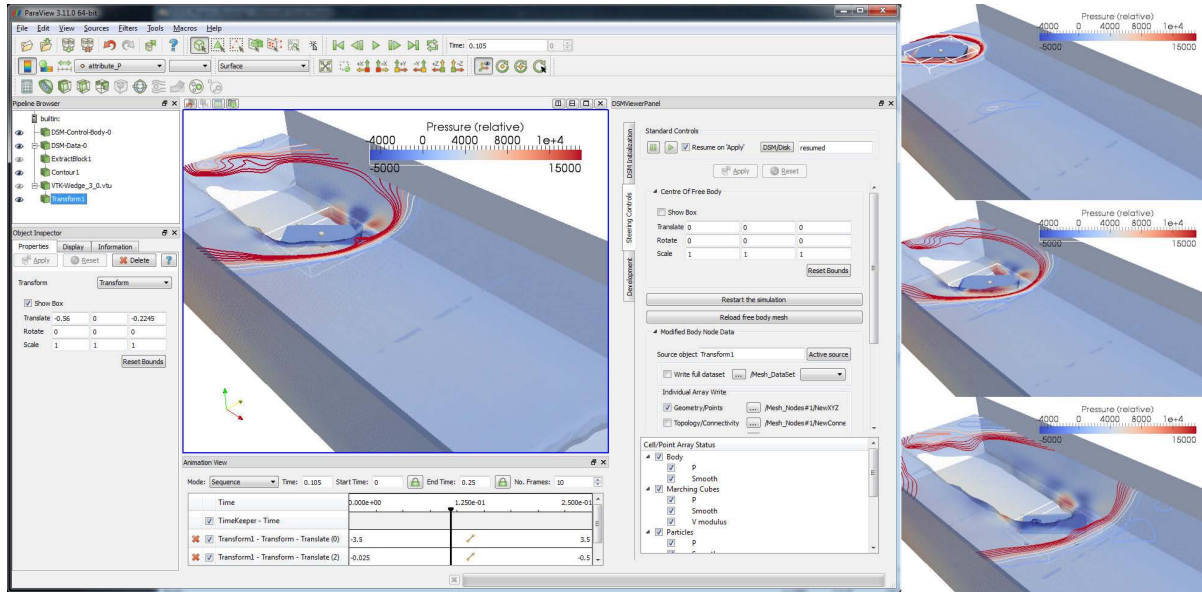 ParaView 3.11.0 64-bit
File Edit View Sources Filters Tools Macros Help
Time: 0.105 0
attribute_P Surface
Pipeline Browser
builtin:
DSM-Control-Body-0
DSM-Data-0
ExtractBlock1
Contour1
VTK-Wedge_3_0.vtu
Transform1
Object Inspector
Properties Display Information
Apply Reset Delete ?
Transform Transform
Show Box
Translate -0.56 0 -0.2245
Rotate 0 0 0
Scale 1 1 1
Reset Bounds
Pressure (relative)
-4000 0 4000 8000 1e+4
-5000 15000
Animation View
Mode: Sequence Time: 0.105 Start Time: 0 End Time: 0.25 No. Frames: 10
Time 0.000e+00 1.250e-01 2.500e-01
TimeKeeper - Time
Transform1 - Transform - Translate (0) -3.5 3.5
Transform1 - Transform - Translate (2) -0.025 -0.5
DSMViewerPanel
DSM Initialization
Steering Controls
Development
Standard Controls
Resume on 'Apply' DSM/Disk resumed
Apply Reset
Centre Of Free Body
Show Box
Translate 0 0 0
Rotate 0 0 0
Scale 1 1 1
Reset Bounds
Restart the simulation
Reload free body mesh
Modified Body Node Data
Source object Transform1 Active source
Write full dataset ... /Mesh_DataSet
Individual Array Write
Geometry/Points ... /Mesh_Nodes#1/NewXYZ
Topology/Connectivity ... /Mesh_Nodes#1/NewConne
Cell/Point Array Status
Body
P
Smooth
Marching Cubes
P
Smooth
V modulus
Particles
P
Pressure (relative)
-4000 0 4000 8000 1e+4
-5000 15000
Pressure (relative)
-4000 0 4000 8000 1e+4
-5000 15000
Pressure (relative)
-4000 0 4000 8000 1e+4
-5000 15000